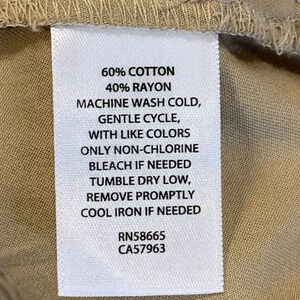 60% COTTON
40% RAYON
MACHINE WASH COLD,
GENTLE CYCLE,
WITH LIKE COLORS
ONLY NON-CHLORINE
BLEACH IF NEEDED
TUMBLE DRY LOW,
REMOVE PROMPTLY
COOL IRON IF NEEDED
RN58665
CA57963